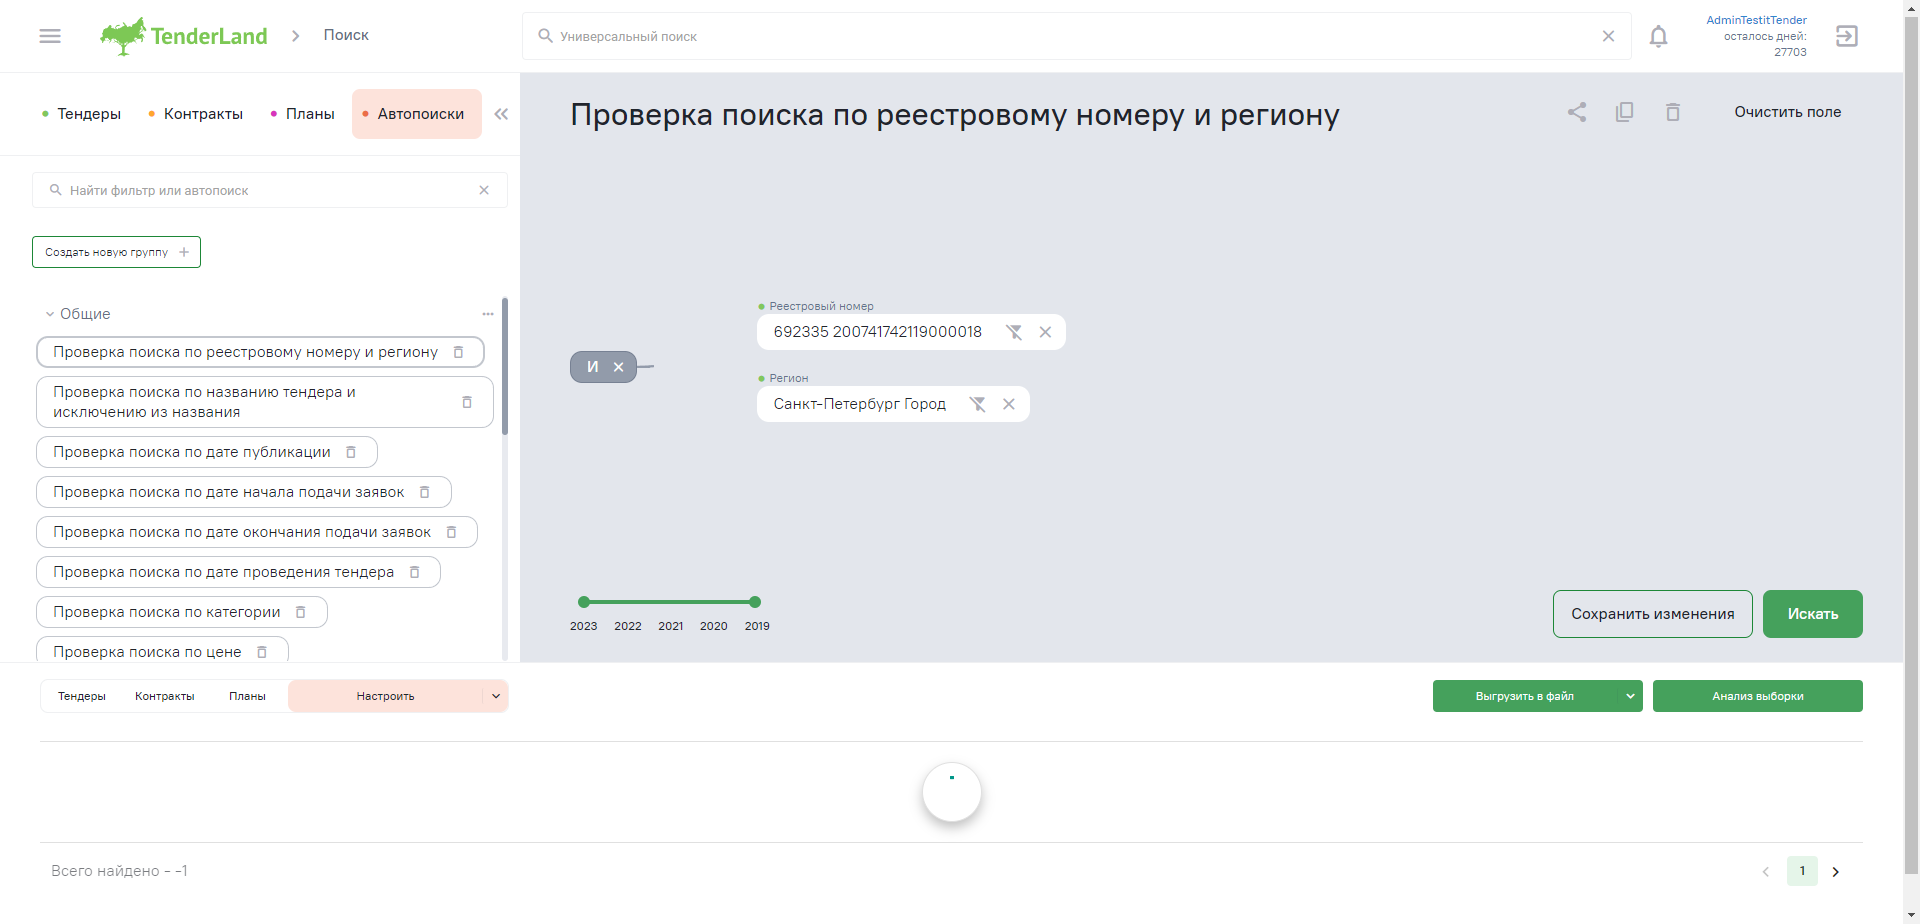 TenderLand
Поиск
Универсальный поиск
AdminTestitTender
осталось дней:
27703
Тендеры
Контракты
Планы
Автопоиски
Проверка поиска по реестровому номеру и региону
Очистить поле
Найти фильтр или автопоиск
Создать новую группу
Общие
Проверка поиска по реестровому номеру и региону
Проверка поиска по названию тендера и
исключению из названия
Проверка поиска по дате публикации
Проверка поиска по дате начала подачи заявок
Проверка поиска по дате окончания подачи заявок
Проверка поиска по дате проведения тендера
Проверка поиска по категории
Проверка поиска по цене
Реестровый номер
692335 200741742119000018
И
Регион
Санкт-Петербург Город
2023 2022 2021 2020 2019
Сохранить изменения
Искать
Тендеры
Контракты
Планы
Настроить
Выгрузить в файл
Анализ выборки
Всего найдено - -1
1